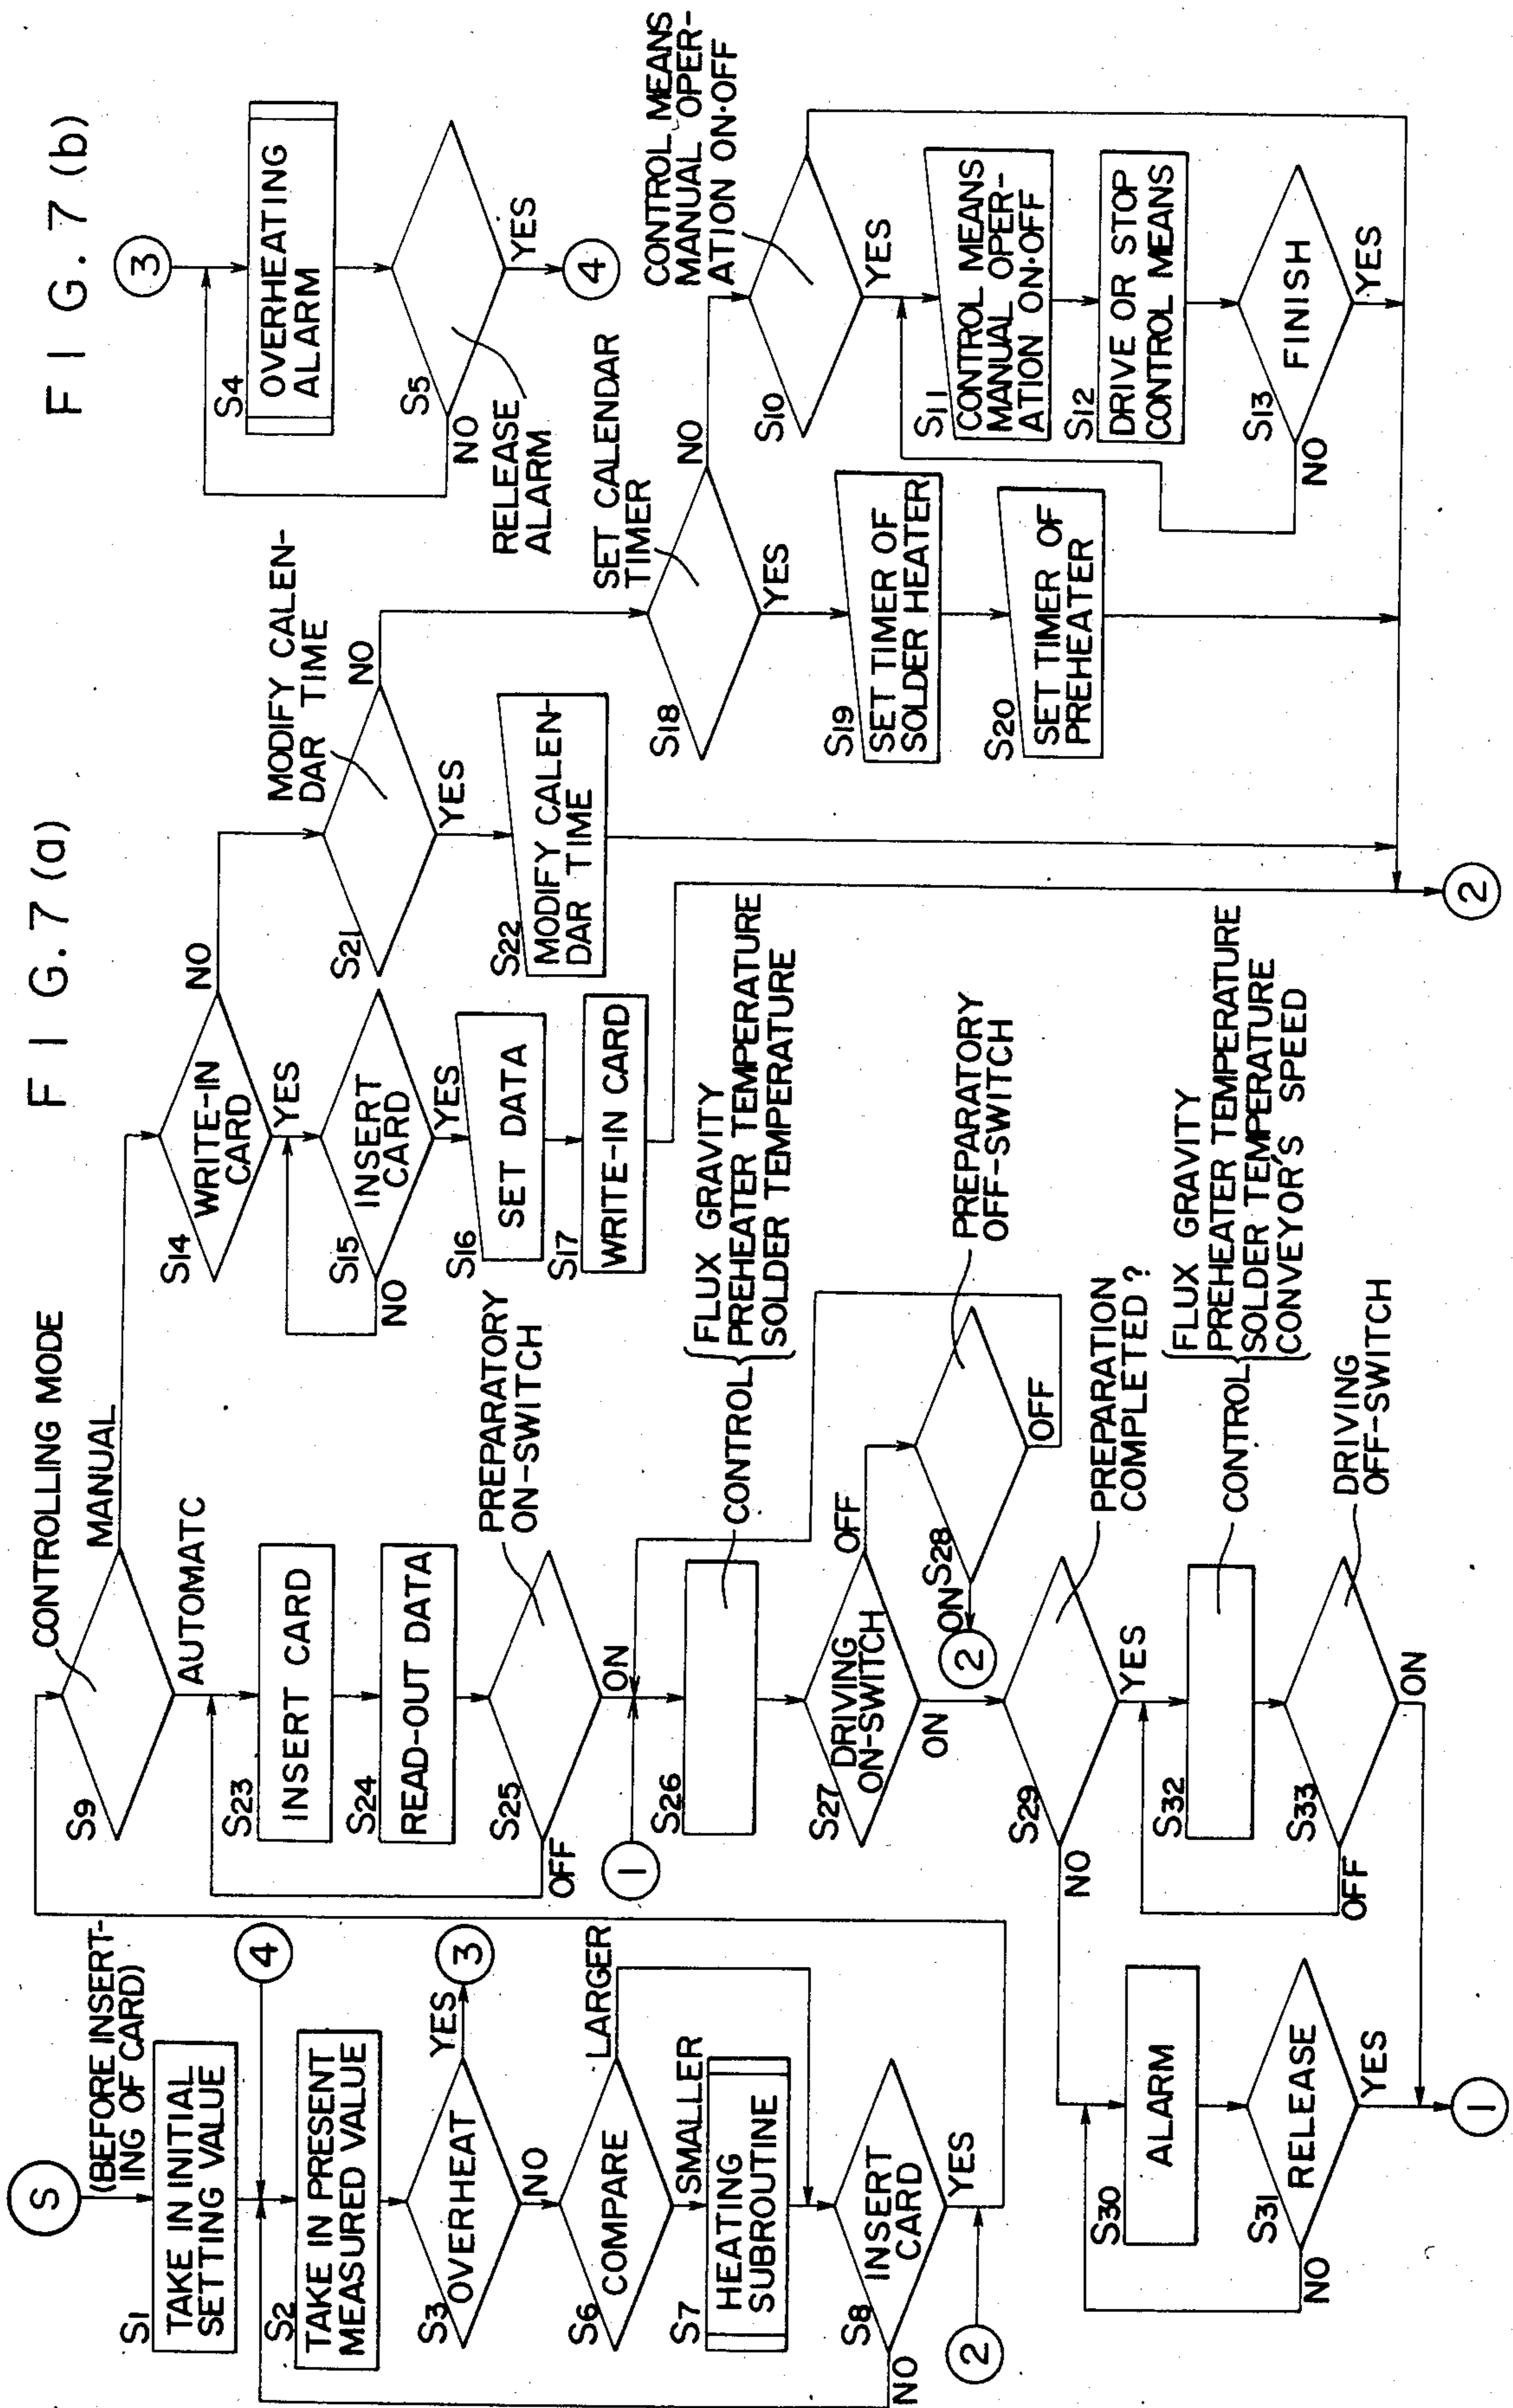 F I G. 7 (a)
S
(BEFORE INSERT-
ING OF CARD)
S1
TAKE IN INITIAL
SETTING VALUE
4
S2
TAKE IN PRESENT
MEASURED VALUE
S3
OVERHEAT
YES
3
NO
S6
COMPARE
LARGER
SMALLER
S7
HEATING
SUBROUTINE
S8
INSERT
CARD
NO
YES
2
CONTROLLING MODE
S9
MANUAL
AUTOMATC
S23
INSERT CARD
S24
READ-OUT DATA
PREPARATORY
ON-SWITCH
S25
OFF
ON
1
S26
CONTROL
FLUX GRAVITY
PREHEATER TEMPERATURE
SOLDER TEMPERATURE
S27
DRIVING
ON-SWITCH
OFF
ON
PREPARATORY
OFF-SWITCH
S28
ON
OFF
2
PREPARATION
COMPLETED ?
S29
NO
YES
S30
ALARM
S31
RELEASE
NO
YES
S32
CONTROL
FLUX GRAVITY
PREHEATER TEMPERATURE
SOLDER TEMPERATURE
CONVEYOR'S SPEED
DRIVING
OFF-SWITCH
S33
OFF
ON
1
S14
WRITE-IN
CARD
NO
YES
S15
INSERT
CARD
NO
YES
S16
SET DATA
S17
WRITE-IN CARD
MODIFY CALEN-
DAR TIME
S21
NO
YES
S22
MODIFY CALEN-
DAR TIME
SET CALENDAR
TIMER
S18
NO
YES
S19
SET TIMER OF
SOLDER HEATER
S20
SET TIMER OF
PREHEATER
CONTROL MEANS
MANUAL OPER-
ATION ON·OFF
S10
YES
S11
CONTROL MEANS
MANUAL OPER-
ATION ON·OFF
S12
DRIVE OR STOP
CONTROL MEANS
S13
FINISH
NO
YES
2
F I G. 7 (b)
3
S4
OVERHEATING
ALARM
S5
NO
RELEASE
ALARM
YES
4